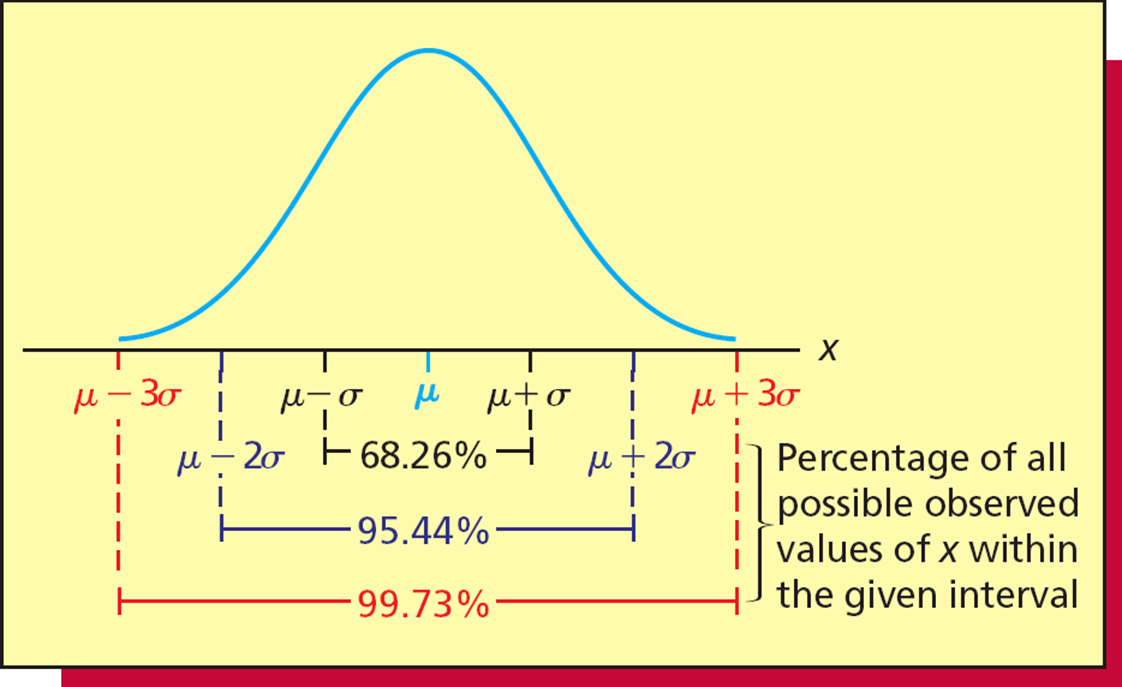 x
μ − 3σ
μ − σ
μ
μ + σ
μ + 3σ
μ − 2σ
68.26%
μ + 2σ
95.44%
99.73%
Percentage of all
possible observed
values of x within
the given interval